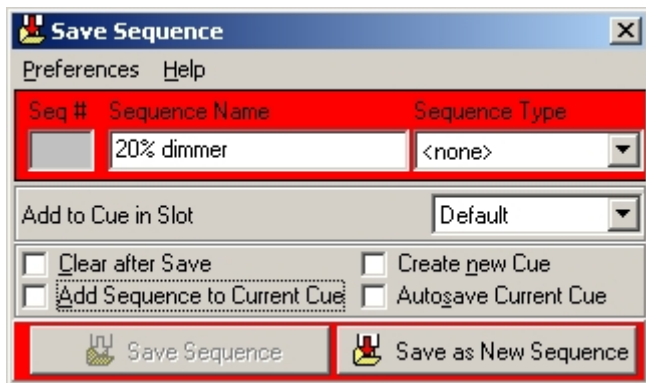 Save Sequence
Preferences Help
Seq # Sequence Name Sequence Type
20% dimmer <none>
Add to Cue in Slot Default
Clear after Save Create new Cue
Add Sequence to Current Cue Autosave Current Cue
Save Sequence Save as New Sequence